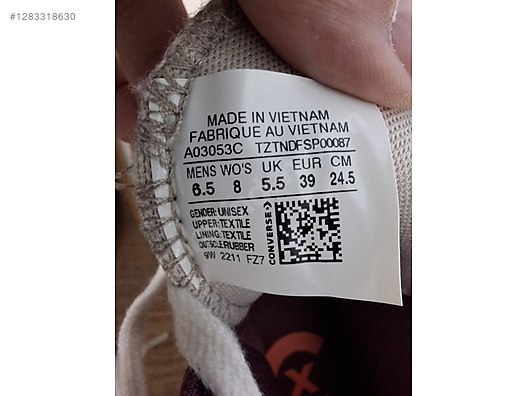 #1283318630
MADE IN VIETNAM
FABRIQUE AU VIETNAM
A03053C TZTNDFSP00087
MENS WO'S UK EUR CM
6.5 8 5.5 39 24.5
GENDER: UNISEX
UPPER: TEXTILE
LINING: TEXTILE
OUTSOLE: RUBBER
9W 2211 FZ7
CONVERSE
X